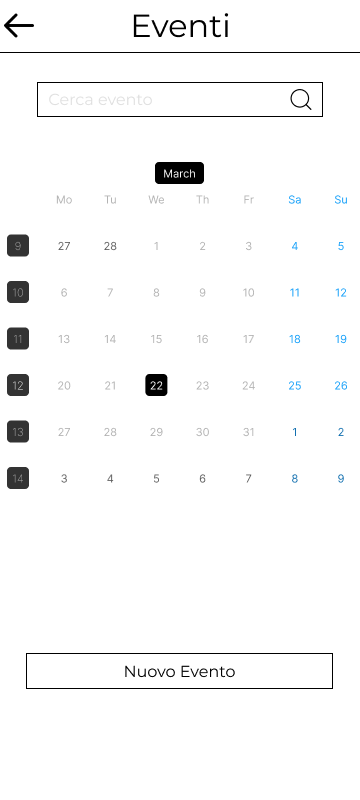 Eventi
Cerca evento
March
Mo Tu We Th Fr Sa Su
9 27 28 1 2 3 4 5
10 6 7 8 9 10 11 12
11 13 14 15 16 17 18 19
12 20 21 22 23 24 25 26
13 27 28 29 30 31 1 2
14 3 4 5 6 7 8 9
Nuovo Evento